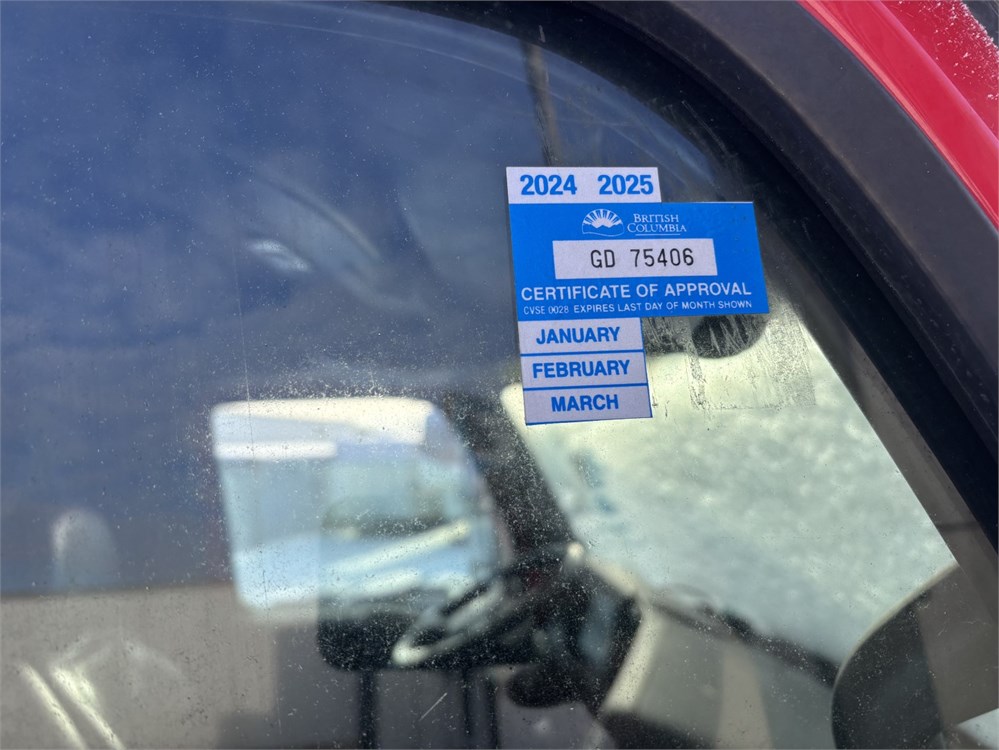 2024 2025
BRITISH
COLUMBIA
GD 75406
CERTIFICATE OF APPROVAL
CVSE 0028 EXPIRES LAST DAY OF MONTH SHOWN
JANUARY
FEBRUARY
MARCH